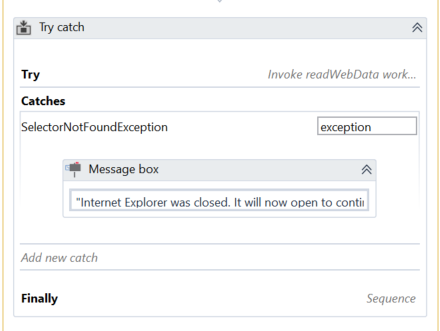 Try catch
Try Invoke readWebData work...
Catches
SelectorNotFoundException exception
Message box
"Internet Explorer was closed. It will now open to conti
Add new catch
Finally Sequence